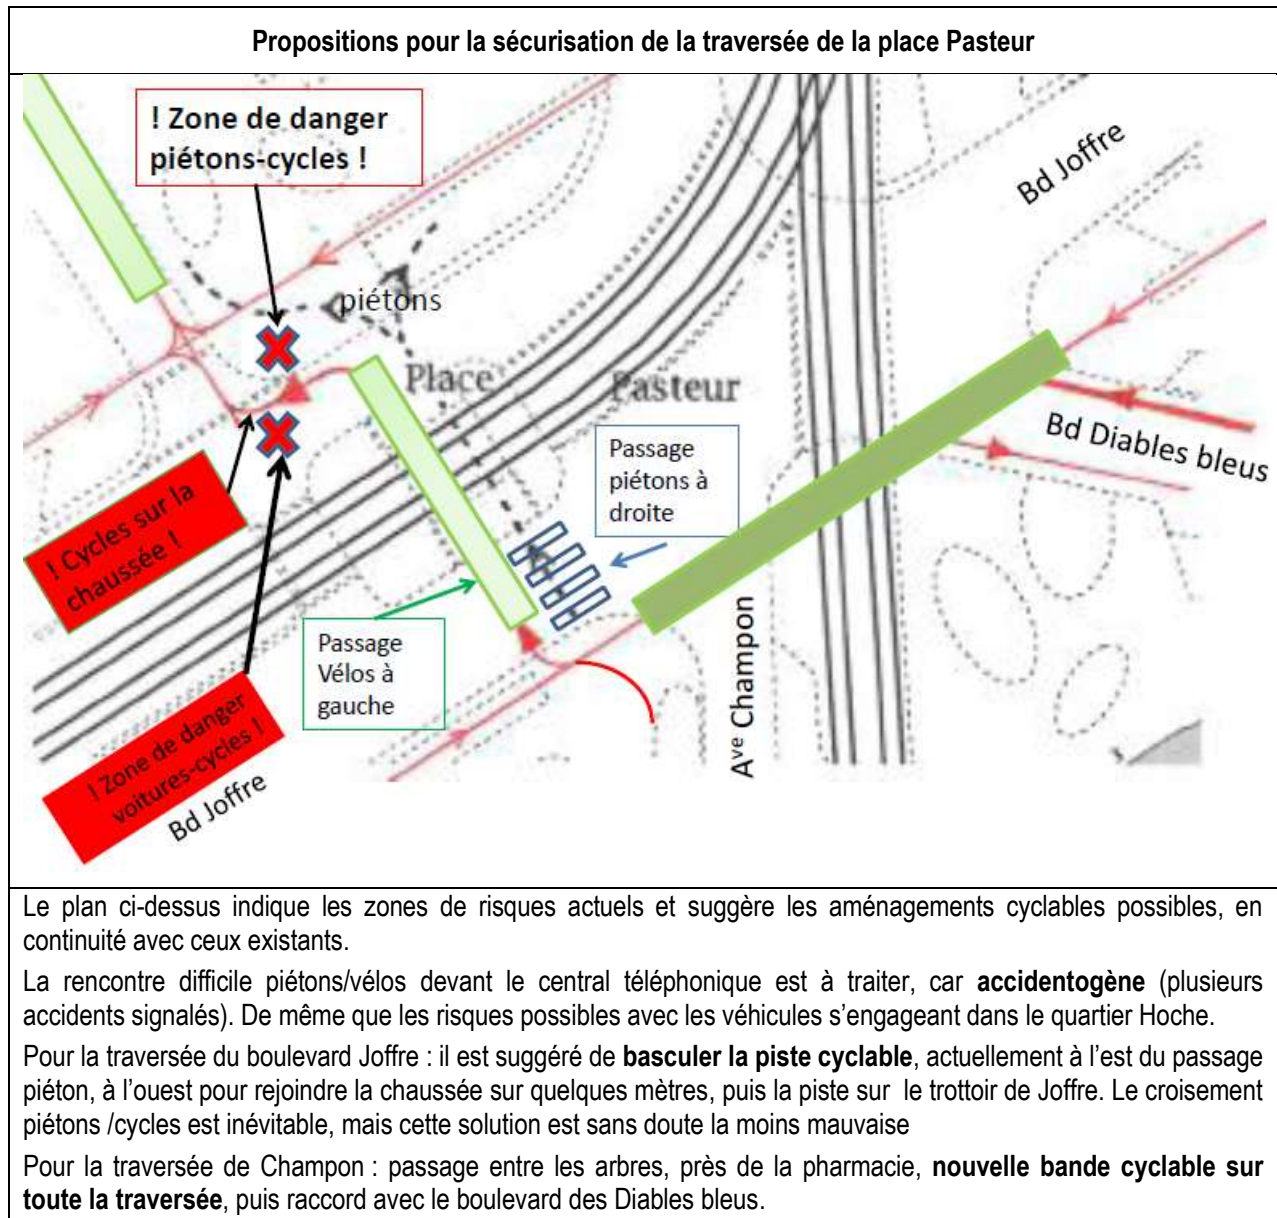 Propositions pour la sécurisation de la traversée de la place Pasteur
! Zone de danger
piétons-cycles !
Bd Joffre
piétons
Place
Pasteur
Passage
piétons à
droite
Bd Diables bleus
! Cycles sur la
chaussée !
Passage
Vélos à
gauche
Ave Champon
! Zone de danger
voitures-cycles !
Bd Joffre
Le plan ci-dessus indique les zones de risques actuels et suggère les aménagements cyclables possibles, en
continuité avec ceux existants.
La rencontre difficile piétons/vélos devant le central téléphonique est à traiter, car accidentogène (plusieurs
accidents signalés). De même que les risques possibles avec les véhicules s’engageant dans le quartier Hoche.
Pour la traversée du boulevard Joffre : il est suggéré de basculer la piste cyclable, actuellement à l’est du passage
piéton, à l’ouest pour rejoindre la chaussée sur quelques mètres, puis la piste sur le trottoir de Joffre. Le croisement
piétons /cycles est inévitable, mais cette solution est sans doute la moins mauvaise
Pour la traversée de Champon : passage entre les arbres, près de la pharmacie, nouvelle bande cyclable sur
toute la traversée, puis raccord avec le boulevard des Diables bleus.